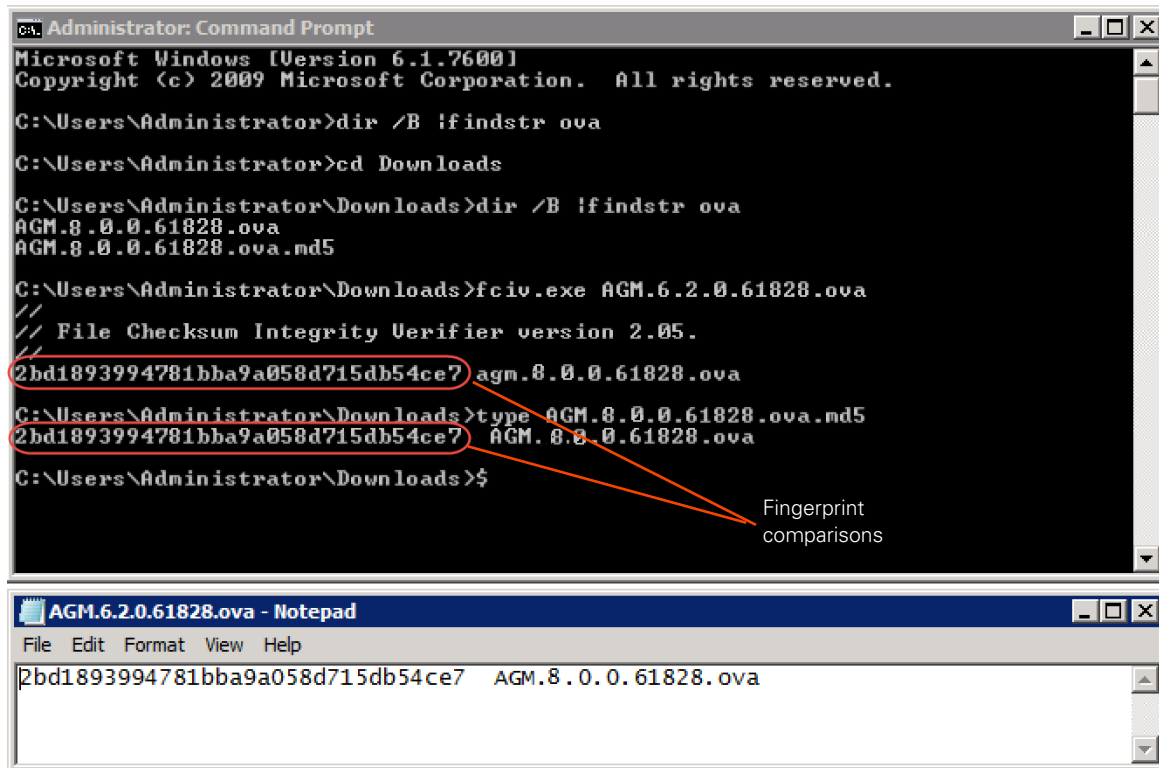 Administrator: Command Prompt
Microsoft Windows [Version 6.1.7600]
Copyright (c) 2009 Microsoft Corporation.  All rights reserved.
C:\Users\Administrator>dir /B |findstr ova
C:\Users\Administrator>cd Downloads
C:\Users\Administrator\Downloads>dir /B |findstr ova
AGM.8.0.0.61828.ova
AGM.8.0.0.61828.ova.md5
C:\Users\Administrator\Downloads>fciv.exe AGM.6.2.0.61828.ova
//
// File Checksum Integrity Verifier version 2.05.
//
2bd1893994781bba9a058d715db54ce7 agm.8.0.0.61828.ova
C:\Users\Administrator\Downloads>type AGM.8.0.0.61828.ova.md5
2bd1893994781bba9a058d715db54ce7  AGM.8.0.0.61828.ova
C:\Users\Administrator\Downloads>$
Fingerprint
comparisons
AGM.6.2.0.61828.ova - Notepad
File Edit Format View Help
2bd1893994781bba9a058d715db54ce7  AGM.8.0.0.61828.ova